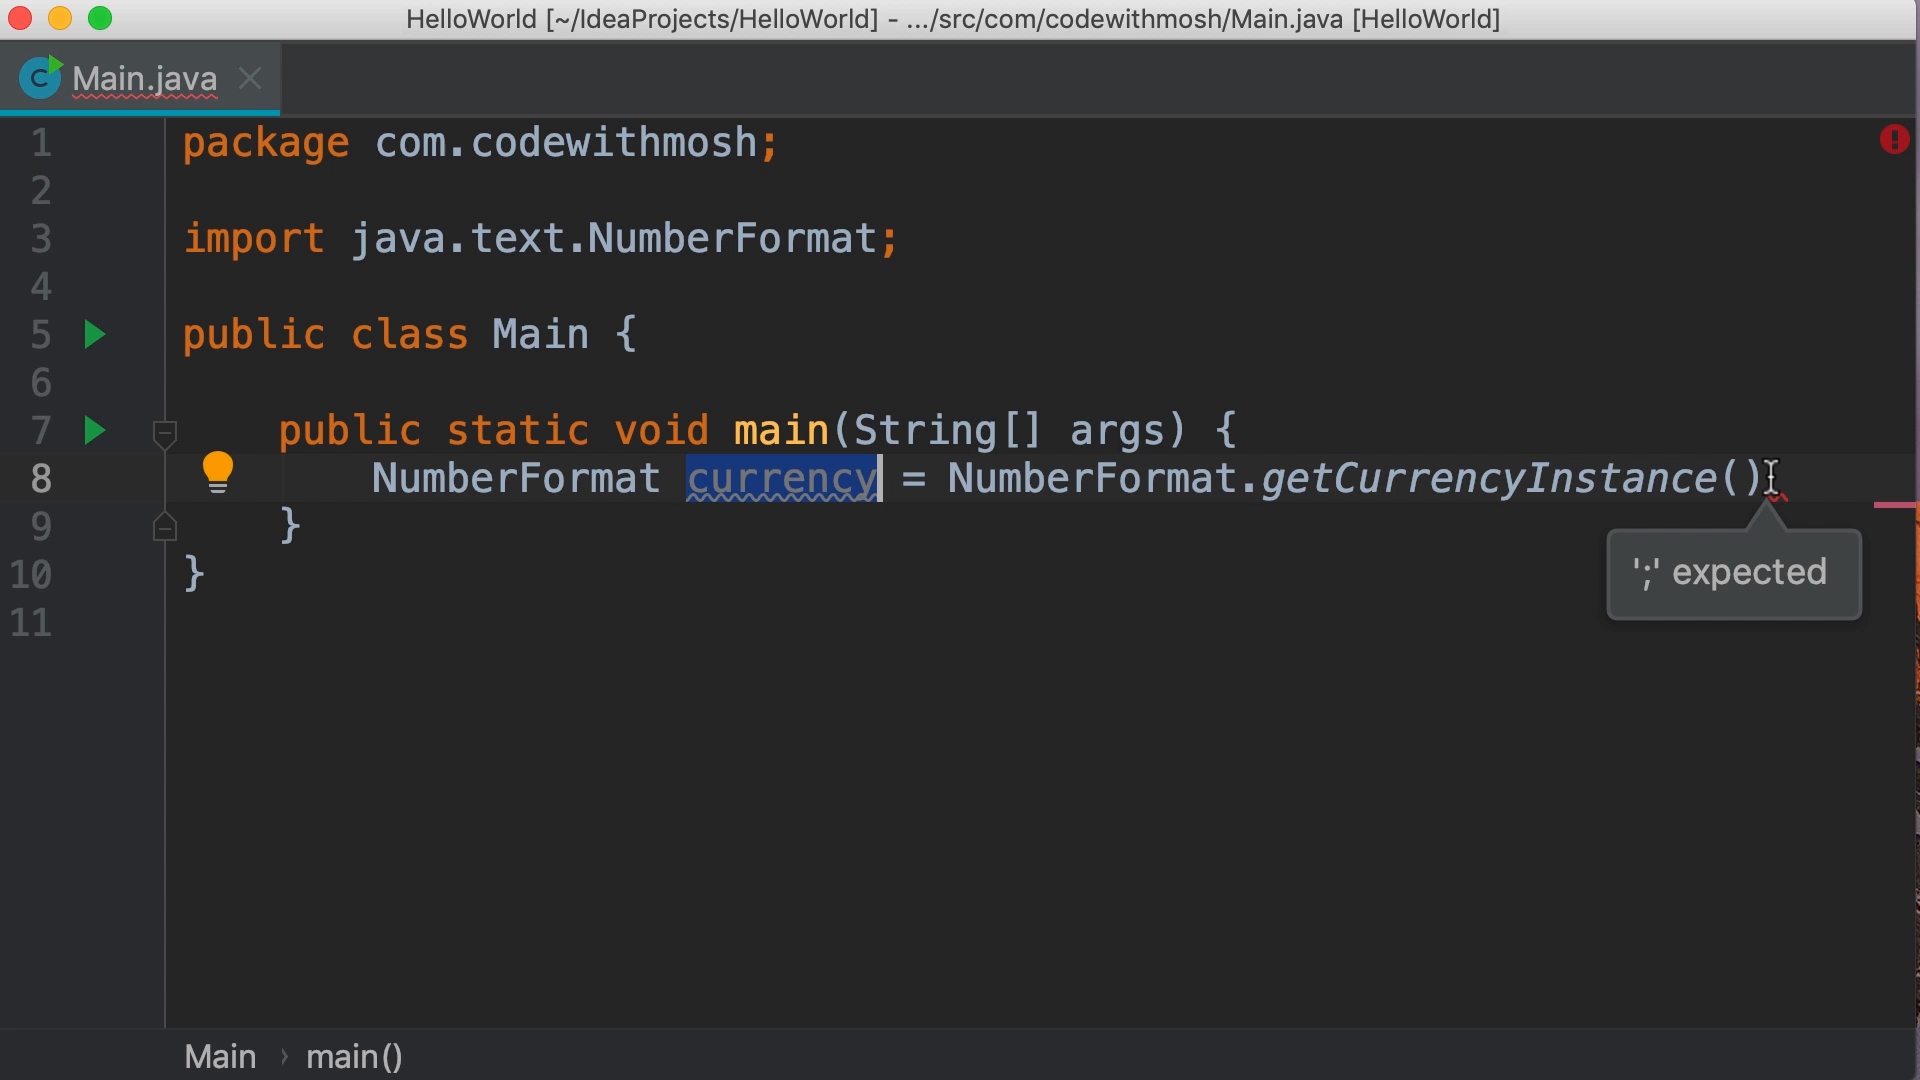 HelloWorld [~/IdeaProjects/HelloWorld] - .../src/com/codewithmosh/Main.java [HelloWorld]
C Main.java
1 package com.codewithmosh;
2
3 import java.text.NumberFormat;
4
5 public class Main {
6
7 public static void main(String[] args) {
8 NumberFormat currency = NumberFormat.getCurrencyInstance()
9 }
10 }
11
';' expected
Main › main()